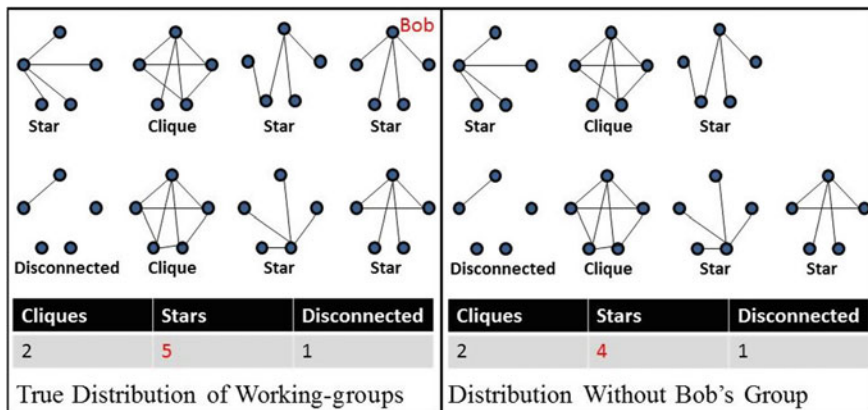 Bob
Star Clique Star Star
Disconnected Clique Star Star
Cliques Stars Disconnected
2 5 1
True Distribution of Working-groups
Star Clique Star
Disconnected Clique Star Star
Cliques Stars Disconnected
2 4 1
Distribution Without Bob's Group